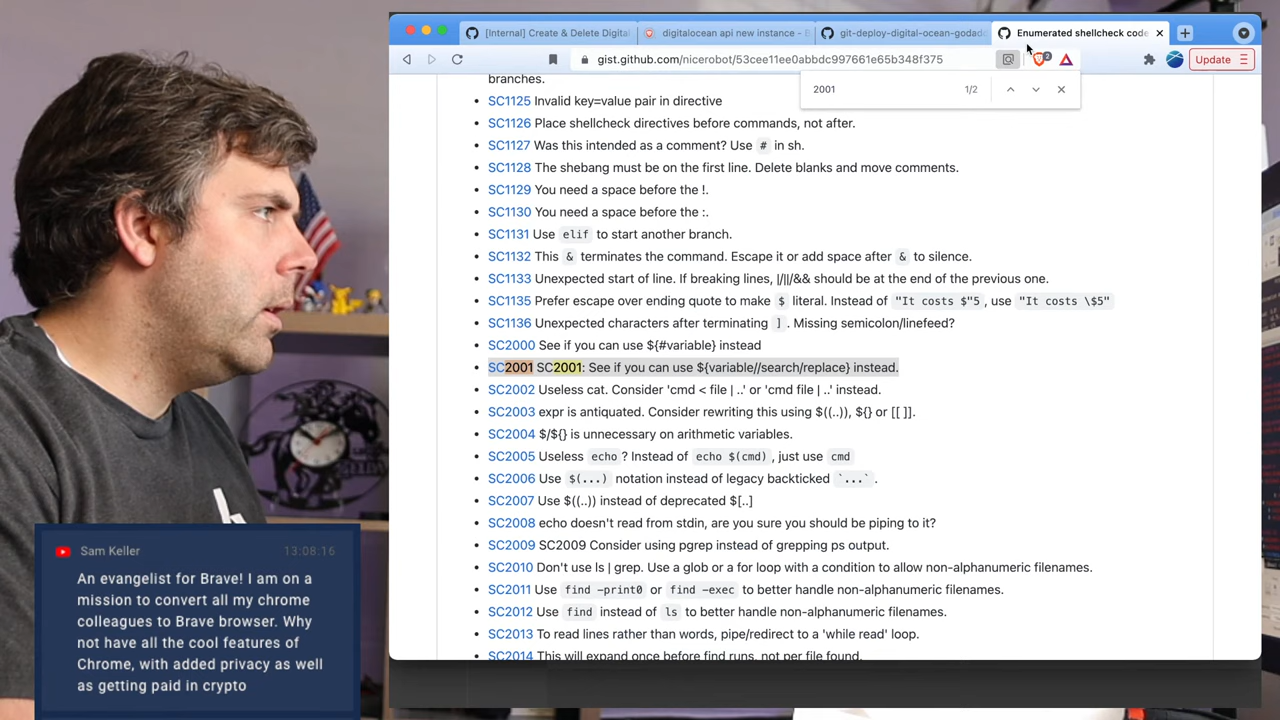 [Internal] Create & Delete Digital
digitalocean api new instance - B
git-deploy-digital-ocean-godadd
Enumerated shellcheck code
gist.github.com/nicerobot/53cee11ee0abbdc997661e65b348f375
2
Update
2001
1/2
branches.
SC1125 Invalid key=value pair in directive
SC1126 Place shellcheck directives before commands, not after.
SC1127 Was this intended as a comment? Use # in sh.
SC1128 The shebang must be on the first line. Delete blanks and move comments.
SC1129 You need a space before the !.
SC1130 You need a space before the :.
SC1131 Use elif to start another branch.
SC1132 This & terminates the command. Escape it or add space after & to silence.
SC1133 Unexpected start of line. If breaking lines, |/||/&& should be at the end of the previous one.
SC1135 Prefer escape over ending quote to make $ literal. Instead of "It costs $"5 , use "It costs \$5"
SC1136 Unexpected characters after terminating ] . Missing semicolon/linefeed?
SC2000 See if you can use ${#variable} instead
SC2001 SC2001: See if you can use ${variable//search/replace} instead.
SC2002 Useless cat. Consider 'cmd < file | ..' or 'cmd file | ..' instead.
SC2003 expr is antiquated. Consider rewriting this using $((..)), ${} or [[ ]].
SC2004 $/${} is unnecessary on arithmetic variables.
SC2005 Useless echo ? Instead of echo $(cmd) , just use cmd
SC2006 Use $(...) notation instead of legacy backticked `...` .
SC2007 Use $((..)) instead of deprecated $[..]
SC2008 echo doesn't read from stdin, are you sure you should be piping to it?
SC2009 SC2009 Consider using pgrep instead of grepping ps output.
SC2010 Don't use ls | grep. Use a glob or a for loop with a condition to allow non-alphanumeric filenames.
SC2011 Use find -print0 or find -exec to better handle non-alphanumeric filenames.
SC2012 Use find instead of ls to better handle non-alphanumeric filenames.
SC2013 To read lines rather than words, pipe/redirect to a 'while read' loop.
SC2014 This will expand once before find runs, not per file found.
Sam Keller
13:08.16
An evangelist for Brave! I am on a
mission to convert all my chrome
colleagues to Brave browser. Why
not have all the cool features of
Chrome, with added privacy as well
as getting paid in crypto